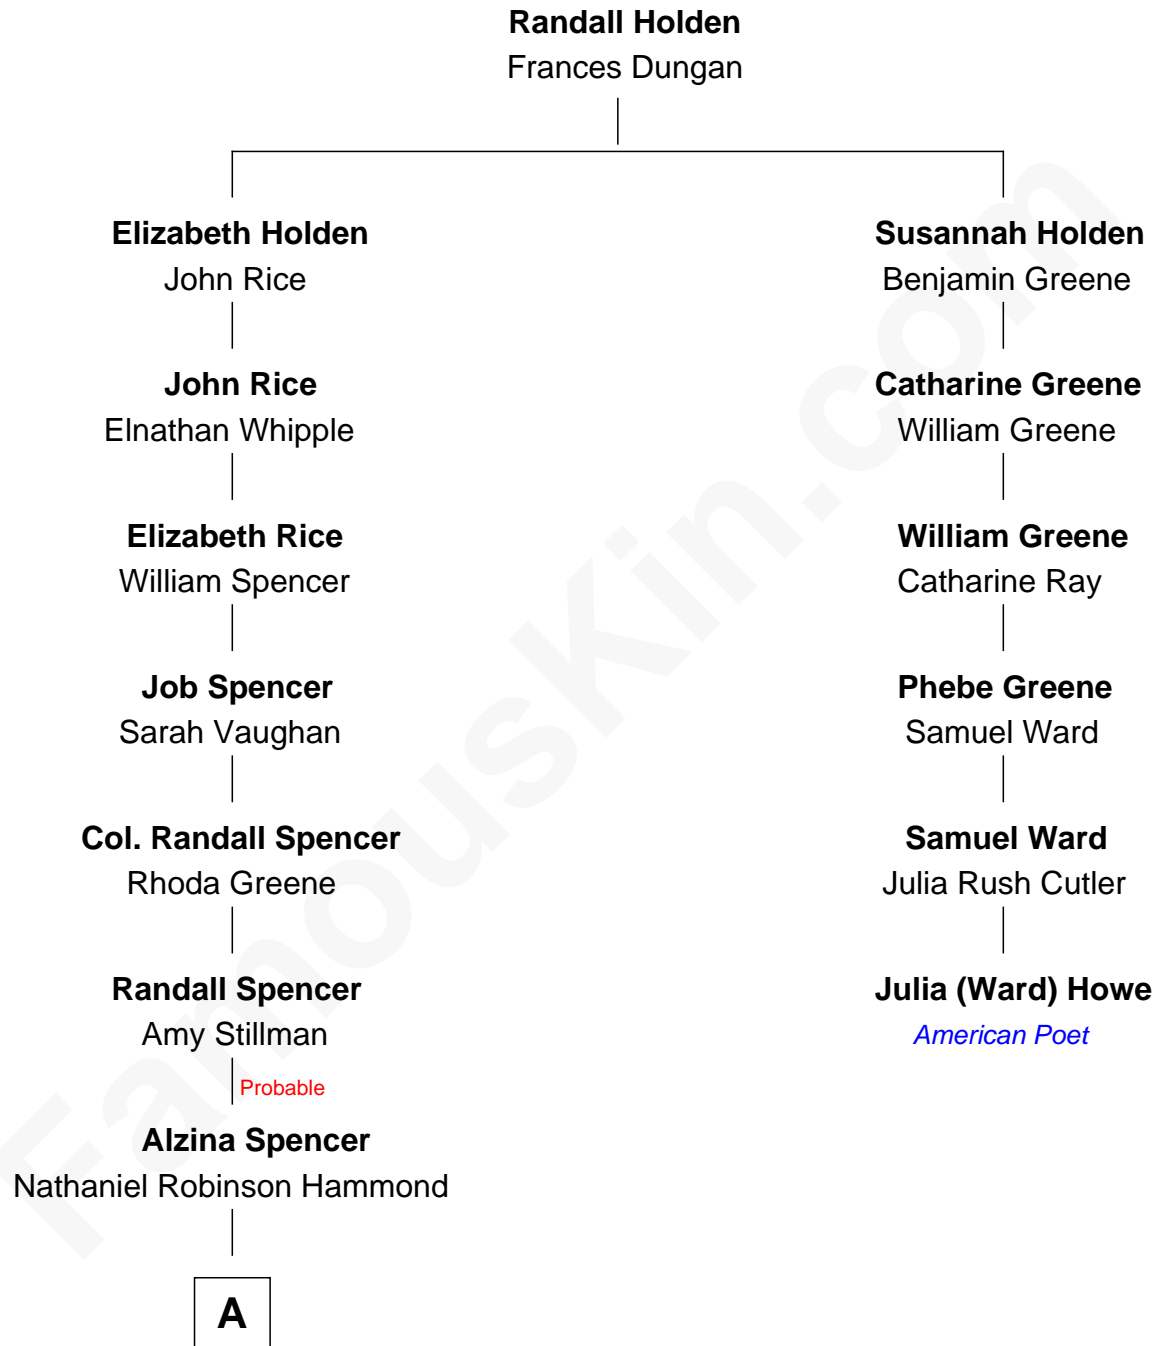 Randall Holden
Frances Dungan
Elizabeth Holden
John Rice
Susannah Holden
Benjamin Greene
John Rice
Elnathan Whipple
Catharine Greene
William Greene
Elizabeth Rice
William Spencer
William Greene
Catharine Ray
Job Spencer
Sarah Vaughan
Phebe Greene
Samuel Ward
Col. Randall Spencer
Rhoda Greene
Samuel Ward
Julia Rush Cutler
Randall Spencer
Amy Stillman
Julia (Ward) Howe
American Poet
Probable
Alzina Spencer
Nathaniel Robinson Hammond
A
FamousKin.com